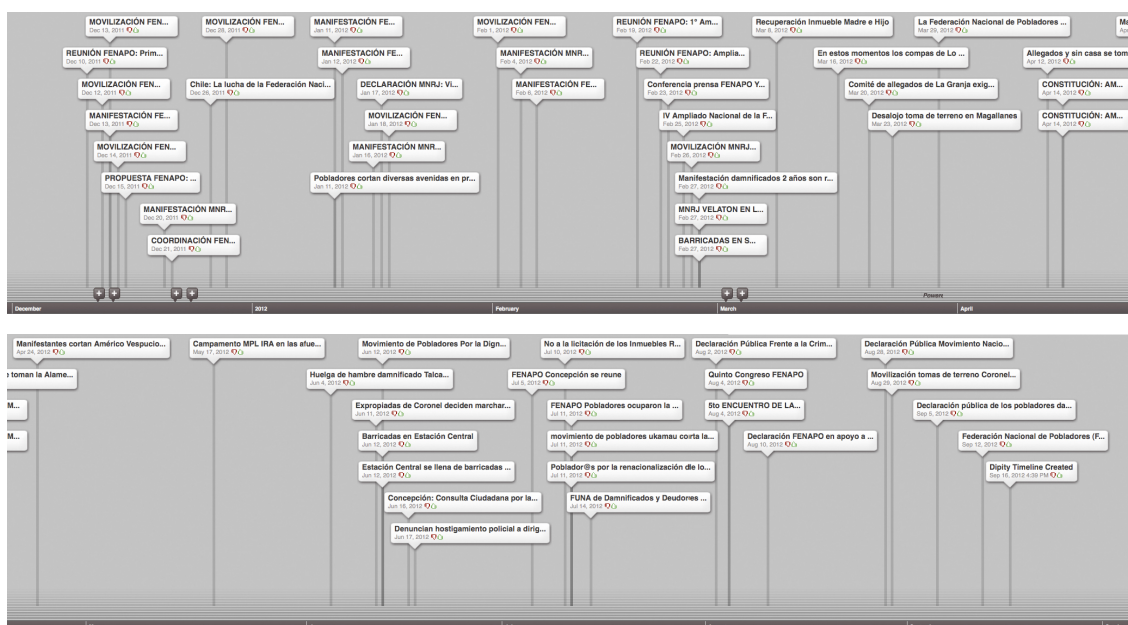 MOVILIZACIÓN FEN...
Dec 13, 2011
MOVILIZACIÓN FEN...
Dec 28, 2011
MANIFESTACIÓN FE...
Jan 11, 2012
MOVILIZACIÓN FEN...
Feb 1, 2012
REUNIÓN FENAPO: 1° Am...
Feb 19, 2012
Recuperación Inmueble Madre e Hijo
Mar 8, 2012
La Federación Nacional de Pobladores ...
Mar 29, 2012
REUNIÓN FENAPO: Prim...
Dec 10, 2011
MANIFESTACIÓN FE...
Jan 12, 2012
MANIFESTACIÓN MNR...
Feb 4, 2012
REUNIÓN FENAPO: Amplia...
Feb 22, 2012
En estos momentos los compas de Lo ...
Mar 16, 2012
Allegados y sin casa se tom
Apr 12, 2012
MOVILIZACIÓN FEN...
Dec 12, 2011
Chile: La lucha de la Federación Naci...
Dec 26, 2011
DECLARACIÓN MNRJ: Vi...
Jan 17, 2012
MANIFESTACIÓN FE...
Feb 6, 2012
Conferencia prensa FENAPO Y...
Feb 23, 2012
Comité de allegados de La Granja exig...
Mar 20, 2012
CONSTITUCIÓN: AM...
Apr 14, 2012
MANIFESTACIÓN FE...
Dec 13, 2011
MOVILIZACIÓN FEN...
Jan 18, 2012
IV Ampliado Nacional de la F...
Feb 25, 2012
Desalojo toma de terreno en Magallanes
Mar 23, 2012
CONSTITUCIÓN: AM...
Apr 14, 2012
MOVILIZACIÓN FEN...
Dec 14, 2011
MANIFESTACIÓN MNR...
Jan 16, 2012
MOVILIZACIÓN MNRJ...
Feb 26, 2012
PROPUESTA FENAPO: ...
Dec 15, 2011
Pobladores cortan diversas avenidas en pr...
Jan 11, 2012
Manifestación damnificados 2 años son r...
Feb 27, 2012
MANIFESTACIÓN MNR...
Dec 20, 2011
MNRJ VELATON EN L...
Feb 27, 2012
COORDINACIÓN FEN...
Dec 21, 2011
BARRICADAS EN S...
Feb 27, 2012
December
2012
February
March
April
Manifestantes cortan Américo Vespucio...
Apr 24, 2012
Campamento MPL IRA en las afue...
May 17, 2012
Movimiento de Pobladores Por la Dign...
Jun 12, 2012
No a la licitación de los Inmuebles R...
Jul 10, 2012
Declaración Pública Frente a la Crim...
Aug 2, 2012
Declaración Pública Movimiento Nacio...
Aug 28, 2012
toman la Alame...
Huelga de hambre damnificado Talca...
Jun 4, 2012
FENAPO Concepción se reune
Jul 5, 2012
Quinto Congreso FENAPO
Aug 4, 2012
Movilización tomas de terreno Coronel...
Aug 29, 2012
M...
Expropiadas de Coronel deciden marchar...
Jun 11, 2012
FENAPO Pobladores ocuparon la ...
Jul 11, 2012
5to ENCUENTRO DE LA...
Aug 4, 2012
Declaración pública de los pobladores da...
Sep 5, 2012
M...
Barricadas en Estación Central
Jun 12, 2012
movimiento de pobladores ukamau corta la...
Jul 11, 2012
Declaración FENAPO en apoyo a ...
Aug 10, 2012
Federación Nacional de Pobladores (F...
Sep 12, 2012
Estación Central se llena de barricadas ...
Jun 12, 2012
Poblador@s por la renacionalización de lo...
Jul 11, 2012
Dipity Timeline Created
Sep 16, 2012 4:39 PM
Concepción: Consulta Ciudadana por la...
Jun 16, 2012
FUNA de Damnificados y Deudores ...
Jul 14, 2012
Denuncian hostigamiento policial a dirig...
Jun 17, 2012